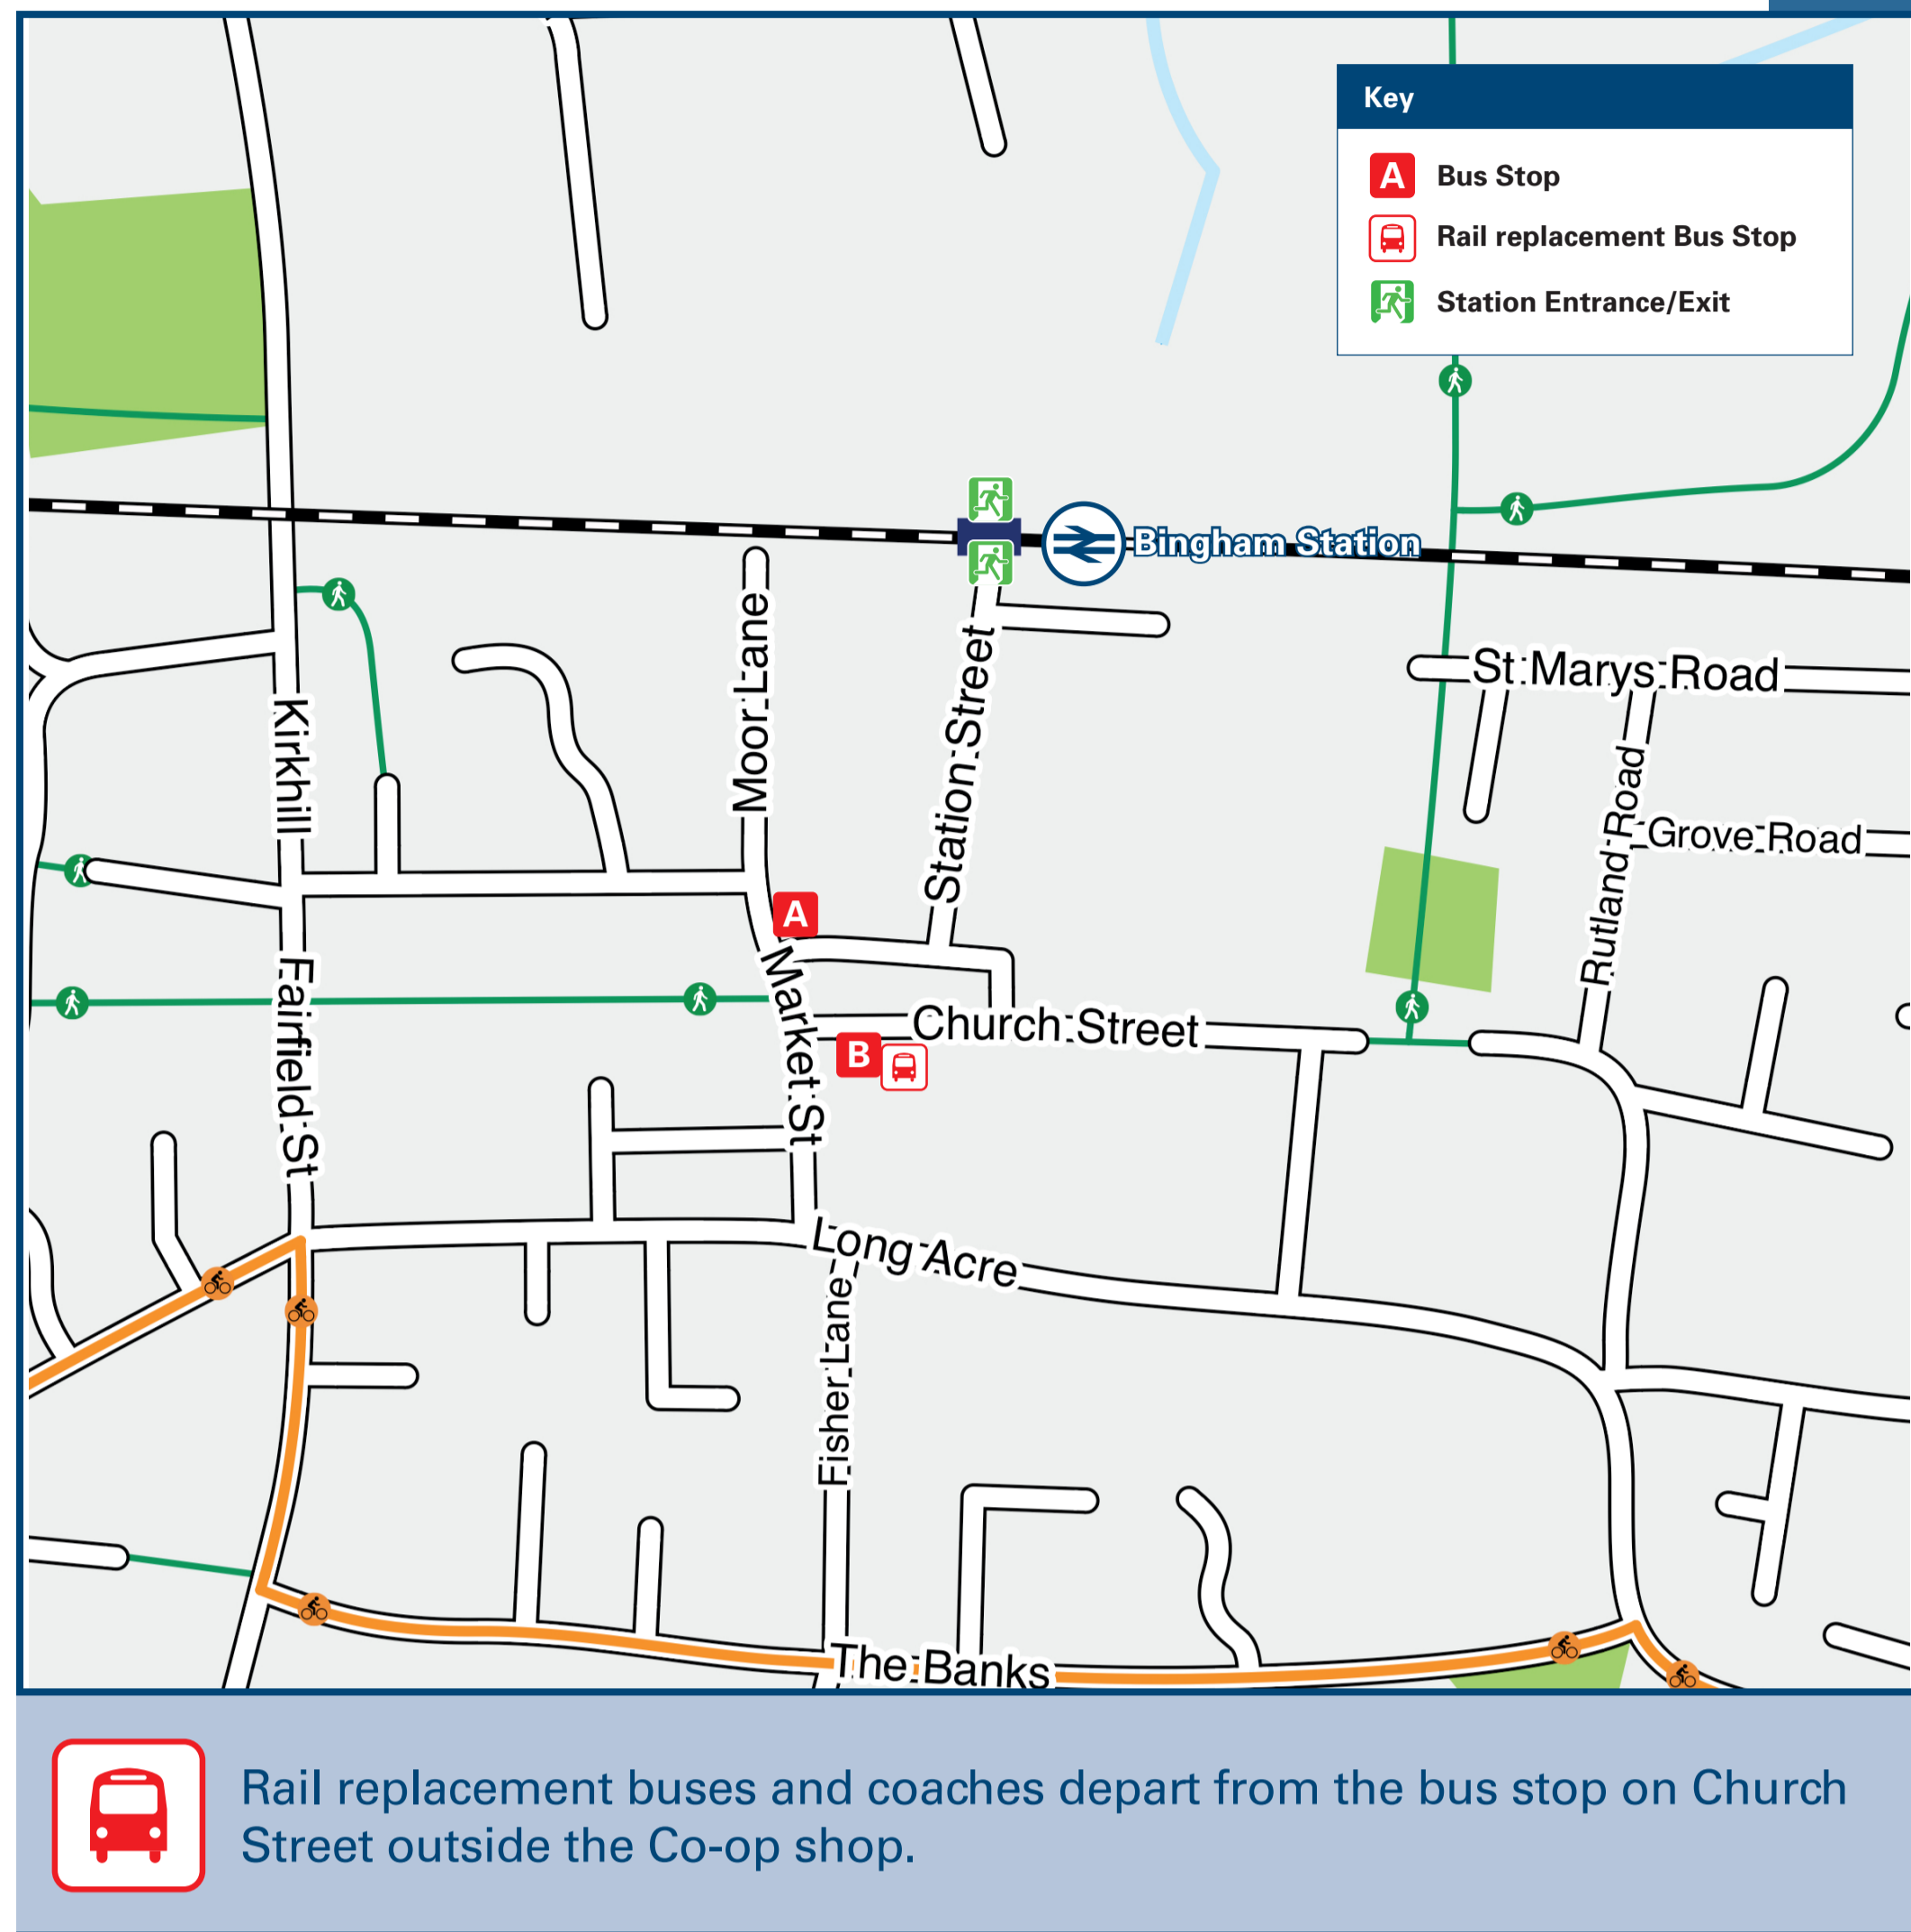 Key
A Bus Stop
Rail replacement Bus Stop
Station Entrance/Exit
Bingham Station
Kirkhill
Moor Lane
Station Street
St Marys Road
Rutland Road
Grove Road
A
Fairfield St
Market St
Church Street
B
Long Acre
Fisher Lane
The Banks
Rail replacement buses and coaches depart from the bus stop on Church
Street outside the Co-op shop.